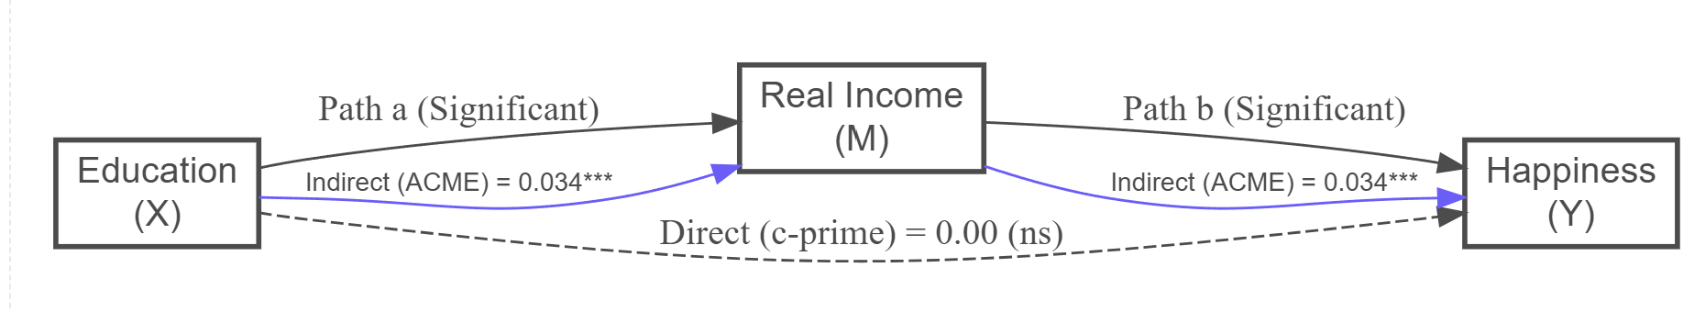 Path a (Significant)
Real Income
(M)
Path b (Significant)
Education
(X)
Indirect (ACME) = 0.034***
Indirect (ACME) = 0.034***
Happiness
(Y)
Direct (c-prime) = 0.00 (ns)